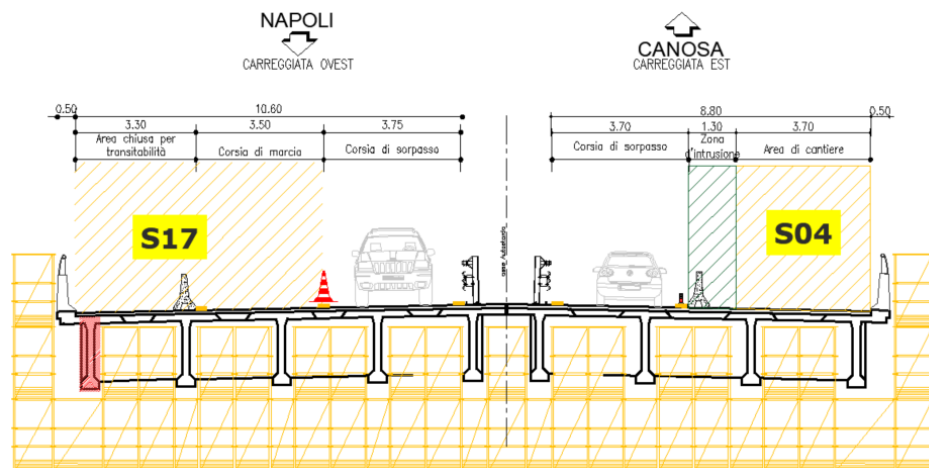 NAPOLI
CARREGGIATA OVEST
CANOSA
CARREGGIATA EST
0.50
10.60
8.80
0.50
3.30
3.50
3.75
3.70
1.30
3.70
Area chiusa per
transitabilità
Corsia di marcia
Corsia di sorpasso
Corsia di sorpasso
Zona
d'intrusione
Area di cantiere
S17
S04
asse Autostrada